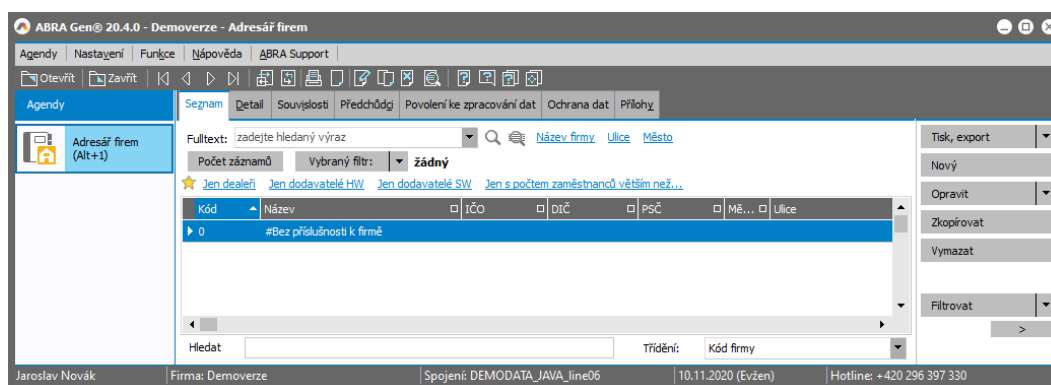 ABRA Gen® 20.4.0 - Demoverze - Adresář firem
Agendy Nastavení Funkce Nápověda ABRA Support
Otevřít Zavřít
Agendy Seznam Detail Souvislosti Předchůdci Povolení ke zpracování dat Ochrana dat Přílohy
Adresář firem
(Alt+1)
Fulltext: zadejte hledaný výraz Název firmy Ulice Město
Počet záznamů Vybraný filtr: žádný
Jen dealeři Jen dodavatelé HW Jen dodavatelé SW Jen s počtem zaměstnanců větším než...
Kód Název IČO DIČ PSČ Mě... Ulice
0 #Bez příslušnosti k firmě
Tisk, export
Nový
Opravit
Zkopírovat
Vymazat
Filtrovat
>
Hledat Třídění: Kód firmy
Jaroslav Novák Firma: Demoverze Spojení: DEMODATA_JAVA_line06 10.11.2020 (Evžen) Hotline: +420 296 397 330